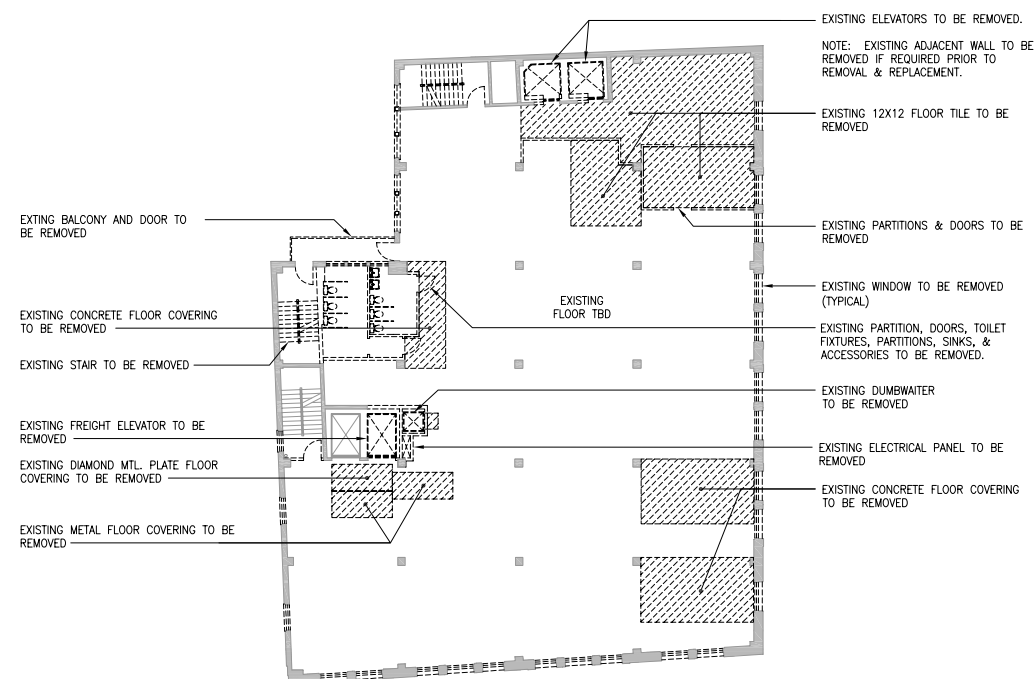 EXISTING ELEVATORS TO BE REMOVED.
NOTE: EXISTING ADJACENT WALL TO BE
REMOVED IF REQUIRED PRIOR TO
REMOVAL & REPLACEMENT.
EXISTING 12X12 FLOOR TILE TO BE
REMOVED
EXTING BALCONY AND DOOR TO
BE REMOVED
EXISTING PARTITIONS & DOORS TO BE
REMOVED
EXISTING WINDOW TO BE REMOVED
(TYPICAL)
EXISTING
FLOOR TBD
EXISTING CONCRETE FLOOR COVERING
TO BE REMOVED
EXISTING PARTITION, DOORS, TOILET
FIXTURES, PARTITIONS, SINKS, &
ACCESSORIES TO BE REMOVED.
EXISTING STAIR TO BE REMOVED
EXISTING DUMBWAITER
TO BE REMOVED
EXISTING FREIGHT ELEVATOR TO BE
REMOVED
EXISTING ELECTRICAL PANEL TO BE
REMOVED
EXISTING DIAMOND MTL. PLATE FLOOR
COVERING TO BE REMOVED
EXISTING CONCRETE FLOOR COVERING
TO BE REMOVED
EXISTING METAL FLOOR COVERING TO BE
REMOVED